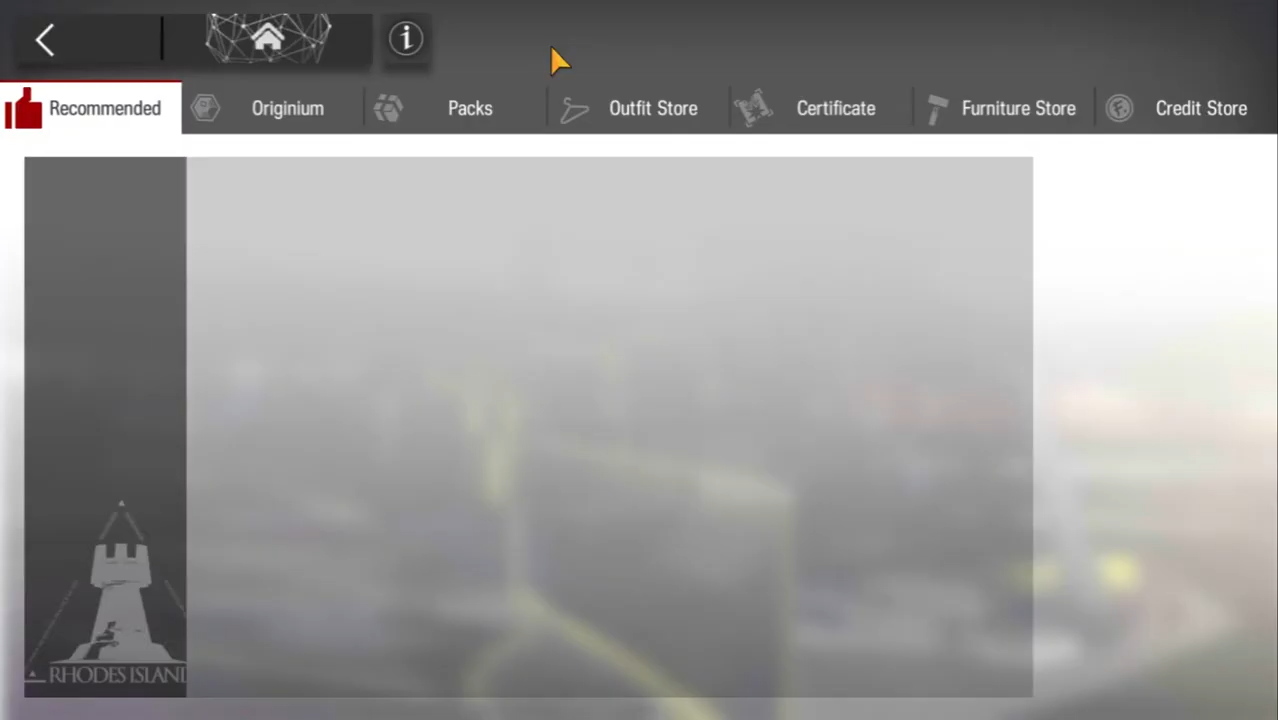 Recommended
Originium
Packs
Outfit Store
Certificate
Furniture Store
Credit Store
RHODES ISLAND